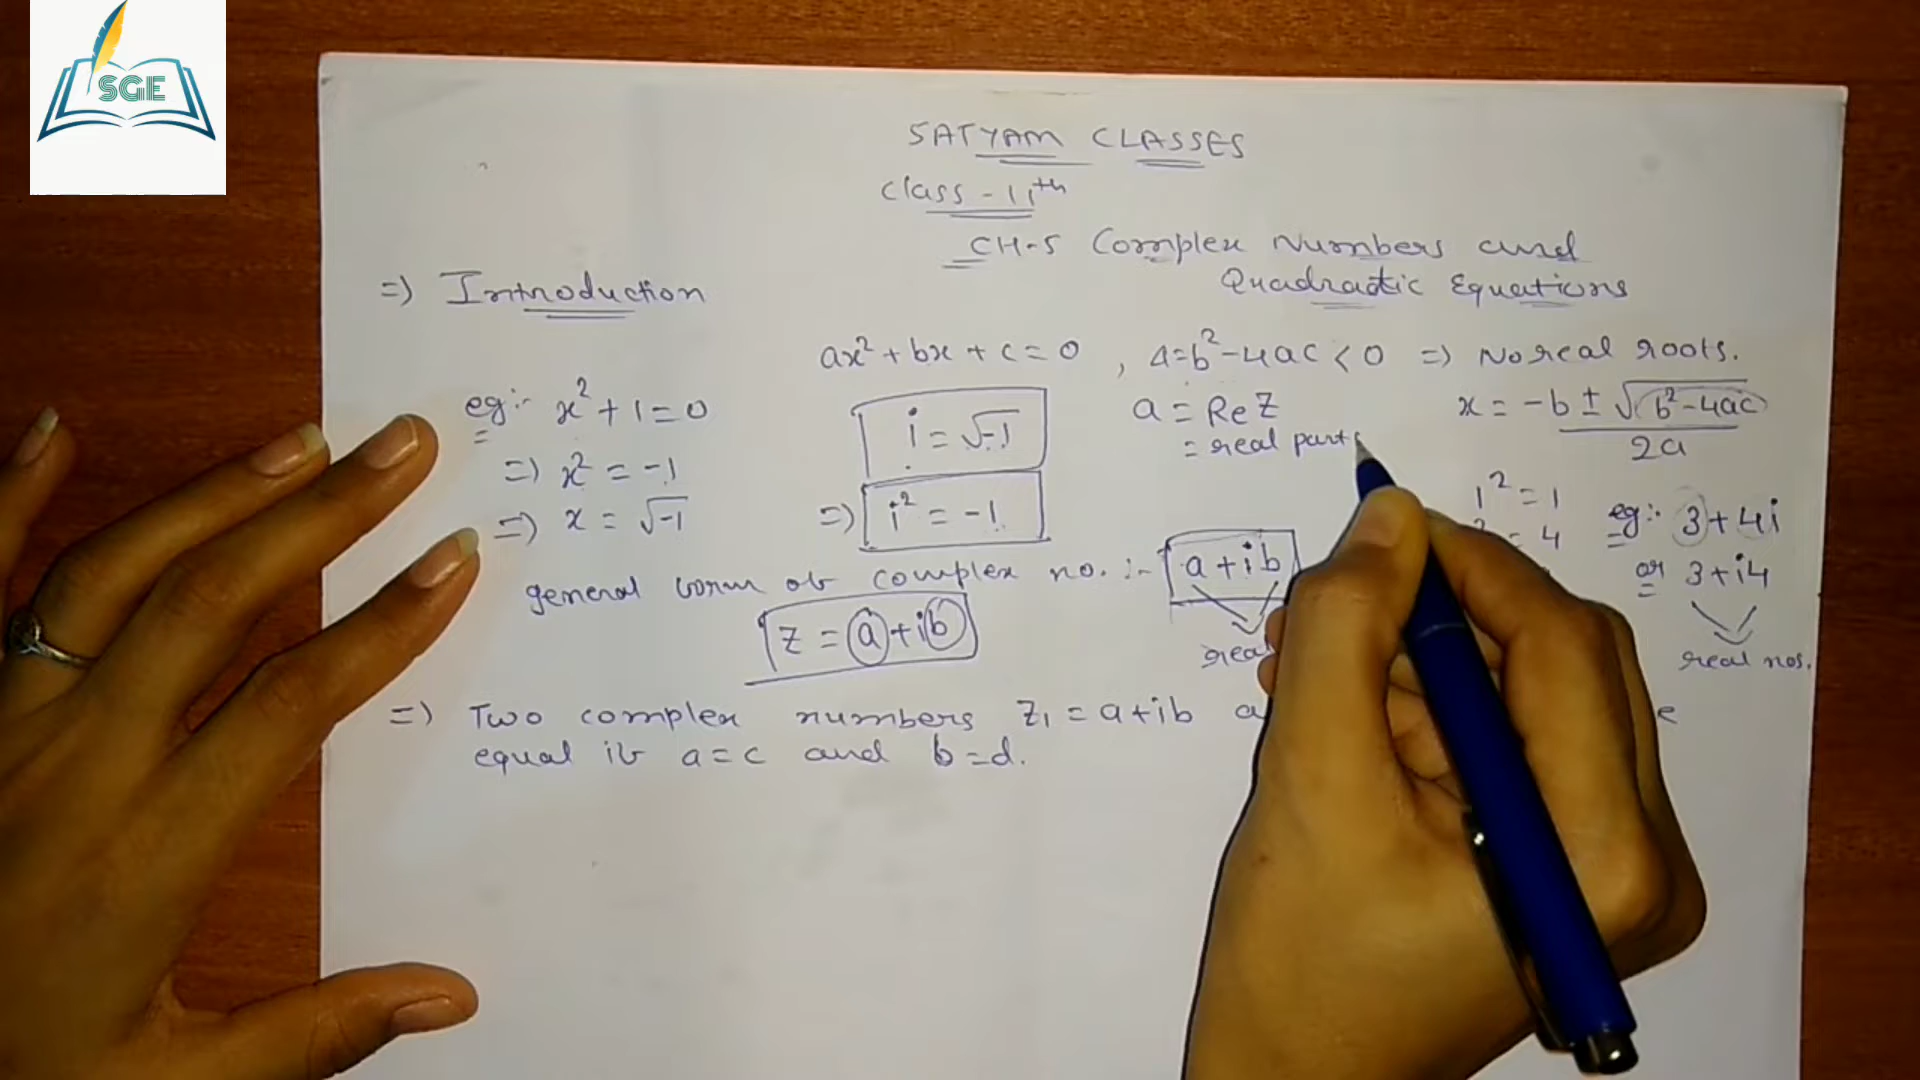 SGE
SATYAM CLASSES
Class - 11th
CH-5 Complex Numbers and
Quadractic Equations
=) Introduction
ax² + bx + c = 0 , Δ=b²-4ac < 0 =) No real roots.
eg:- x² + 1 = 0
=) x² = -1
=) x = √-1
i = √-1
=) i² = -1
a = Re Z
= real part
x = -b ± √b²-4ac
2a
1² = 1
= 4
eg:- 3+4i
or 3+i4
real nos.
general form of complex no. :- a+ib
real
z = a+ib
=) Two complex numbers z₁ = a+ib
equal if a=c and b=d.